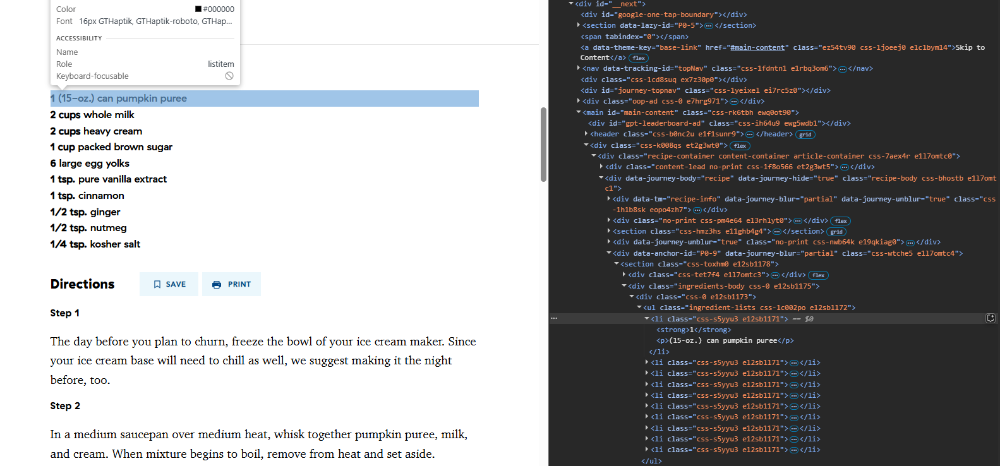 Color #000000
Font 16px GTHaptik, GTHaptik-roboto, GTHap...
ACCESSIBILITY
Name
Role listitem
Keyboard-focusable
1 (15-oz.) can pumpkin puree
2 cups whole milk
2 cups heavy cream
1 cup packed brown sugar
6 large egg yolks
1 tsp. pure vanilla extract
1 tsp. cinnamon
1/2 tsp. ginger
1/2 tsp. nutmeg
1/4 tsp. kosher salt
Directions
SAVE
PRINT
Step 1
The day before you plan to churn, freeze the bowl of your ice cream maker. Since
your ice cream base will need to chill as well, we suggest making it the night
before, too.
Step 2
In a medium saucepan over medium heat, whisk together pumpkin puree, milk,
and cream. When mixture begins to boil, remove from heat and set aside.
<div id="__next">
<div id="google-one-tap-boundary"></div>
<section data-lazy-id="P0-5">…</section>
<span tabindex="0"></span>
<a data-theme-key="base-link" href="#main-content" class="ez54tv90 css-1joeej0 e1c1bym14">Skip to
Content</a> flex
<nav data-tracking-id="topNav" class="css-1fdntn1 e1rbq3om6">…</nav>
<div class="css-1cd8suq ex7z30p0"></div>
<div id="journey-topnav" class="css-1yeixel ei7rc5z0"></div>
<div class="oop-ad css-0 e7hrg971">…</div>
<main id="main-content" class="css-rk6tbh ewq0ot90">
<div id="gpt-leaderboard-ad" class="css-ih64u9 ewg5wdb1"></div>
<header class="css-b0nc2u e1f1sunr9">…</header> grid
<div class="css-k008qs et2g3wt0"> flex
<div class="recipe-container content-container article-container css-7aex4r e1l7omtc0">
<div class="content-lead no-print css-1f8o566 et2g3wt5">…</div>
<div data-journey-body="recipe" data-journey-hide="true" class="recipe-body css-bhostb e1l7omt
c1">
<div data-tm="recipe-info" data-journey-blur="partial" data-journey-unblur="true" class="css
-1h1b8sk eopo4zh7">…</div>
<div class="no-print css-pm4e64 e13rh1yt0">…</div> flex
<section class="css-hmz3hs e11ghb4g4">…</section> grid
<div data-journey-unblur="true" class="no-print css-nwb64k e19qkiag0">…</div>
<div data-anchor-id="P0-9" data-journey-blur="partial" class="css-wtche5 e1l7omtc4">
<section class="css-toxhm0 e12sb1178">
<div class="css-tet7f4 e1l7omtc3">…</div> flex
<div class="ingredients-body css-0 e12sb1175">
<div class="css-0 e12sb1173">
<ul class="ingredient-lists css-1c002po e12sb1172">
... <li class="css-s5yyu3 e12sb1171"> == $0
<strong>1</strong>
<p>(15-oz.) can pumpkin puree</p>
</li>
<li class="css-s5yyu3 e12sb1171">…</li>
<li class="css-s5yyu3 e12sb1171">…</li>
<li class="css-s5yyu3 e12sb1171">…</li>
<li class="css-s5yyu3 e12sb1171">…</li>
<li class="css-s5yyu3 e12sb1171">…</li>
<li class="css-s5yyu3 e12sb1171">…</li>
<li class="css-s5yyu3 e12sb1171">…</li>
<li class="css-s5yyu3 e12sb1171">…</li>
<li class="css-s5yyu3 e12sb1171">…</li>
</ul>